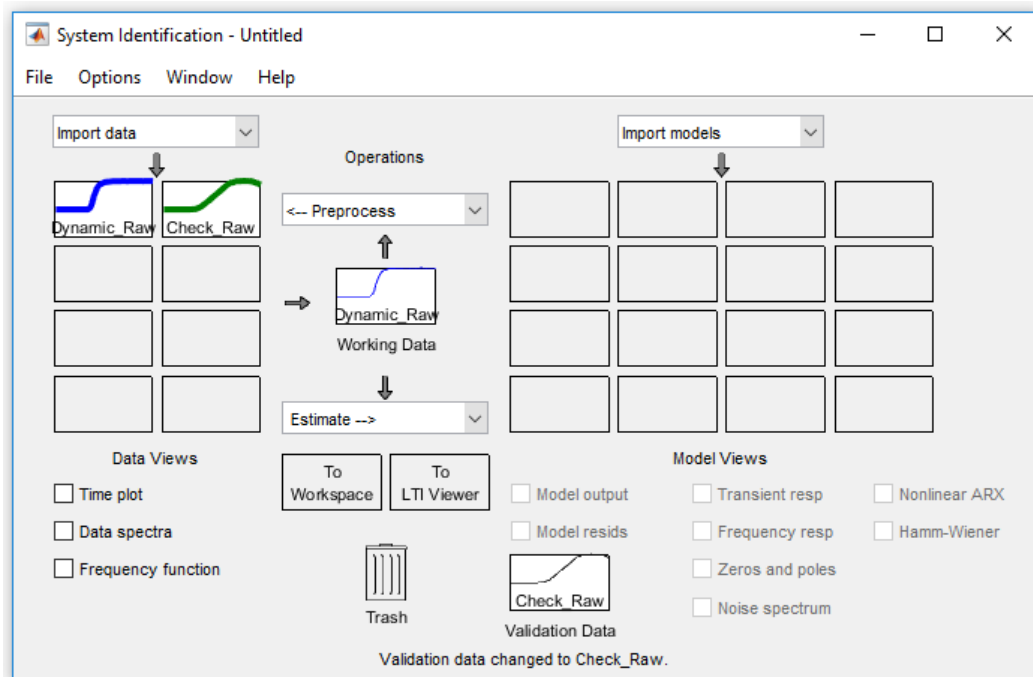 System Identification - Untitled
File Options Window Help
Import data
Import models
Operations
Dynamic_Raw Check_Raw
<-- Preprocess
Dynamic_Raw
Working Data
Estimate -->
Data Views
Model Views
To Workspace
To LTI Viewer
Time plot
Data spectra
Frequency function
Model output
Model resids
Transient resp
Frequency resp
Zeros and poles
Noise spectrum
Nonlinear ARX
Hamm-Wiener
Trash
Check_Raw
Validation Data
Validation data changed to Check_Raw.